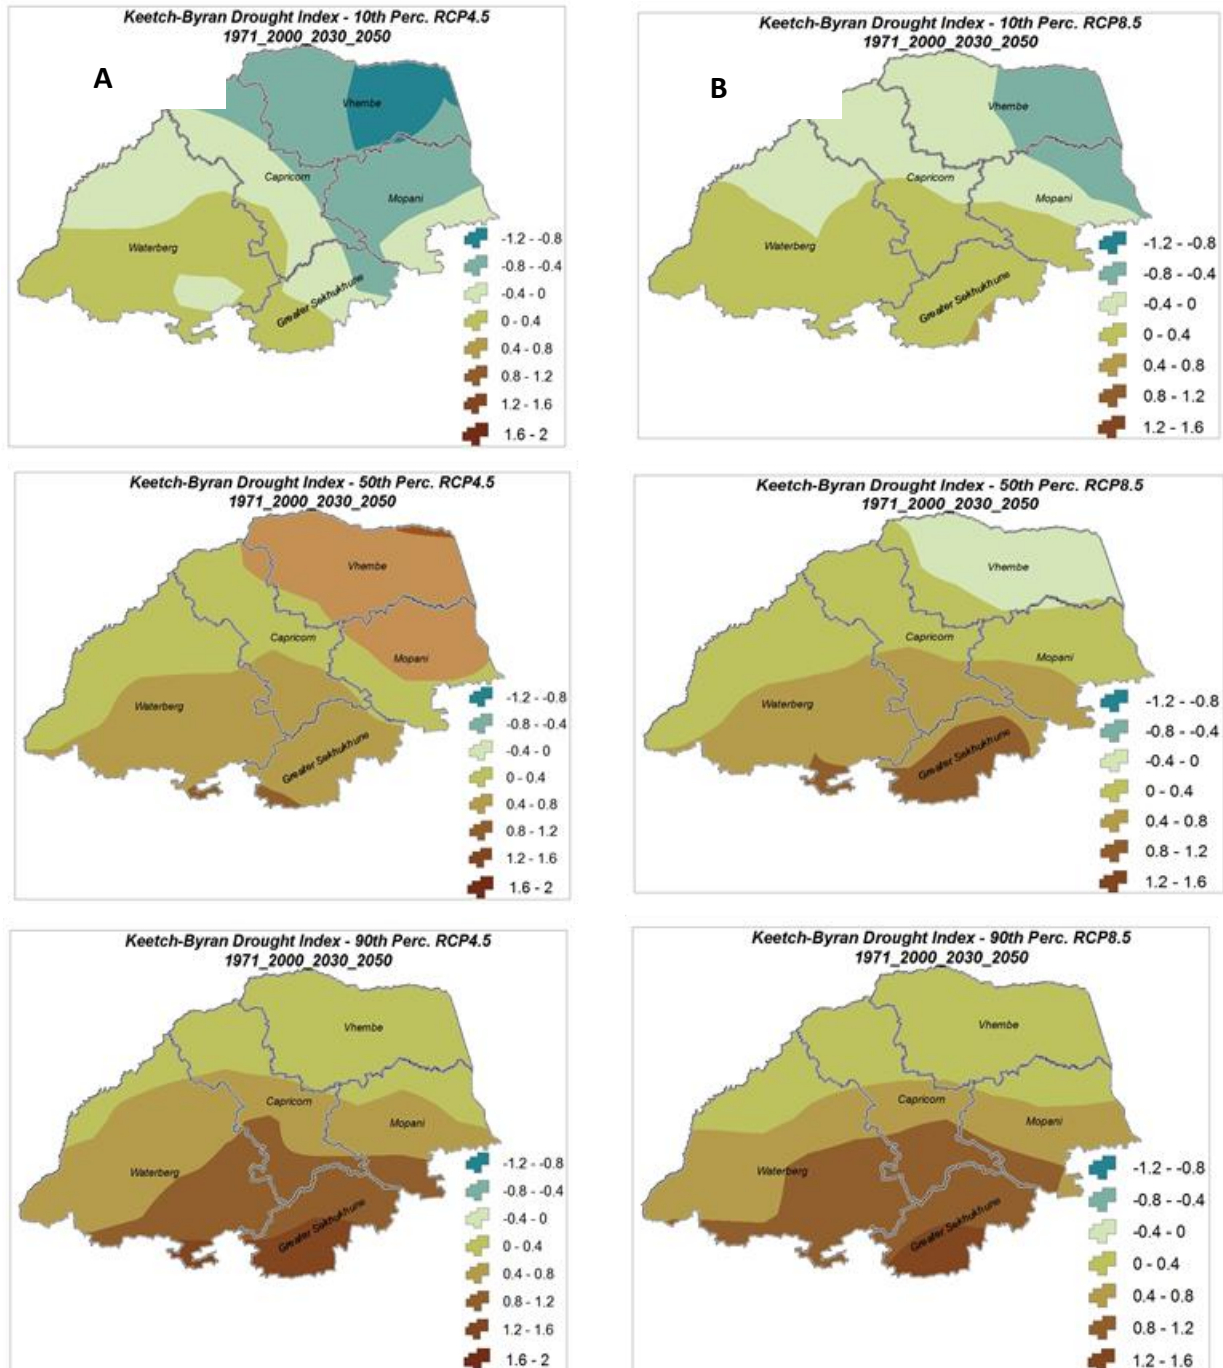 Keetch-Byran Drought Index - 10th Perc. RCP4.5
1971_2000_2030_2050
A
Vhembe
Capricorn
Mopani
Waterberg
Greater Sekhukhune
-1.2 - -0.8
-0.8 - -0.4
-0.4 - 0
0 - 0.4
0.4 - 0.8
0.8 - 1.2
1.2 - 1.6
1.6 - 2
Keetch-Byran Drought Index - 10th Perc. RCP8.5
1971_2000_2030_2050
B
Vhembe
Capricorn
Mopani
Waterberg
Greater Sekhukhune
-1.2 - -0.8
-0.8 - -0.4
-0.4 - 0
0 - 0.4
0.4 - 0.8
0.8 - 1.2
1.2 - 1.6
Keetch-Byran Drought Index - 50th Perc. RCP4.5
1971_2000_2030_2050
Vhembe
Capricorn
Mopani
Waterberg
Greater Sekhukhune
-1.2 - -0.8
-0.8 - -0.4
-0.4 - 0
0 - 0.4
0.4 - 0.8
0.8 - 1.2
1.2 - 1.6
1.6 - 2
Keetch-Byran Drought Index - 50th Perc. RCP8.5
1971_2000_2030_2050
Vhembe
Capricorn
Mopani
Waterberg
Greater Sekhukhune
-1.2 - -0.8
-0.8 - -0.4
-0.4 - 0
0 - 0.4
0.4 - 0.8
0.8 - 1.2
1.2 - 1.6
Keetch-Byran Drought Index - 90th Perc. RCP4.5
1971_2000_2030_2050
Vhembe
Capricorn
Mopani
Waterberg
Greater Sekhukhune
-1.2 - -0.8
-0.8 - -0.4
-0.4 - 0
0 - 0.4
0.4 - 0.8
0.8 - 1.2
1.2 - 1.6
1.6 - 2
Keetch-Byran Drought Index - 90th Perc. RCP8.5
1971_2000_2030_2050
Vhembe
Capricorn
Mopani
Waterberg
Greater Sekhukhune
-1.2 - -0.8
-0.8 - -0.4
-0.4 - 0
0 - 0.4
0.4 - 0.8
0.8 - 1.2
1.2 - 1.6